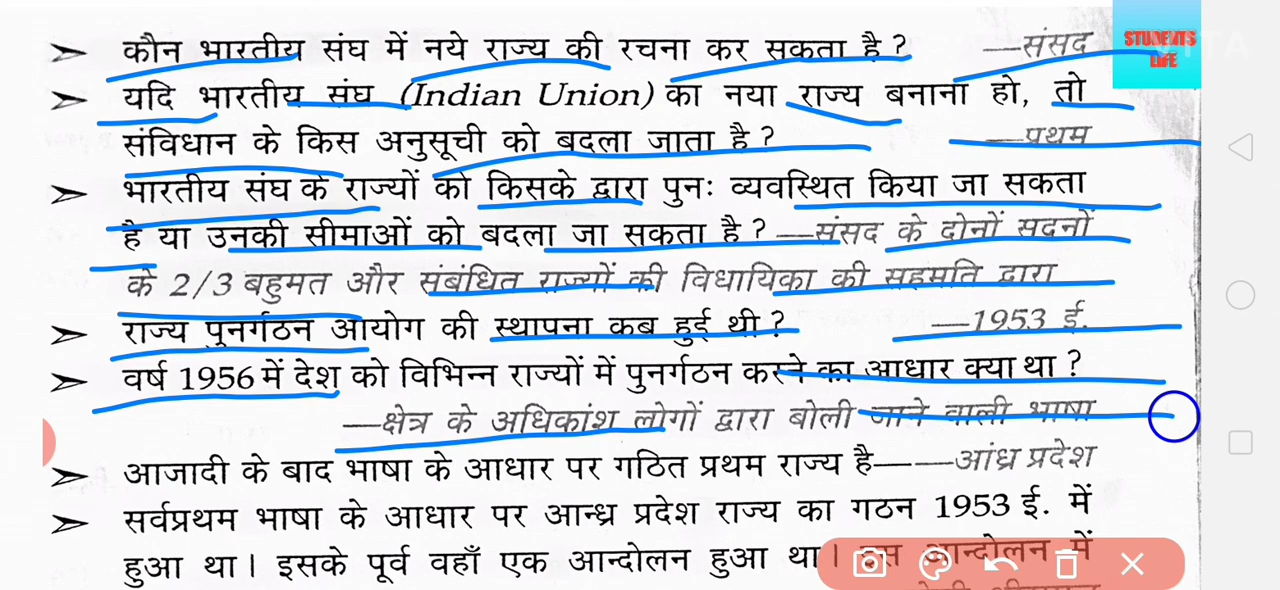 ➢ कौन भारतीय संघ में नये राज्य की रचना कर सकता है? —संसद
STUDENTS
LIFE
➢ यदि भारतीय संघ (Indian Union) का नया राज्य बनाना हो, तो
संविधान के किस अनुसूची को बदला जाता है? —प्रथम
➢ भारतीय संघ के राज्यों को किसके द्वारा पुनः व्यवस्थित किया जा सकता
है या उनकी सीमाओं को बदला जा सकता है? —संसद के दोनों सदनों
के 2/3 बहुमत और संबंधित राज्यों की विधायिका की सहमति द्वारा
➢ राज्य पुनर्गठन आयोग की स्थापना कब हुई थी? —1953 ई.
➢ वर्ष 1956 में देश को विभिन्न राज्यों में पुनर्गठन करने का आधार क्या था?
—क्षेत्र के अधिकांश लोगों द्वारा बोली जाने वाली भाषा
➢ आजादी के बाद भाषा के आधार पर गठित प्रथम राज्य है——आंध्र प्रदेश
➢ सर्वप्रथम भाषा के आधार पर आन्ध्र प्रदेश राज्य का गठन 1953 ई. में
हुआ था। इसके पूर्व वहाँ एक आन्दोलन हुआ था। इस आन्दोलन में